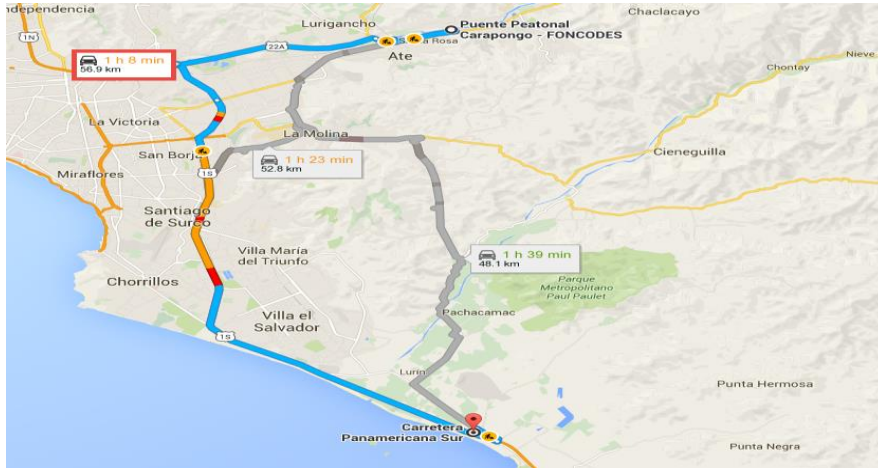 ndependencia
Lurigancho
Chaclacayo
1N
Puente Peatonal
Carapongo - FONCODES
22A
Rosa
Ate
Nieve
1 h 8 min
56.9 km
Chontay
La Victoria
La Molina
San Borja
Cieneguilla
1 h 23 min
52.8 km
1S
Miraflores
Santiago
de Surco
Villa María
del Triunfo
1 h 39 min
48.1 km
Chorrillos
Parque
Metropolitano
Paul Paulet
Villa el
Salvador
Pachacamac
1S
Lurín
Punta Hermosa
Carretera
Panamericana Sur
Punta Negra